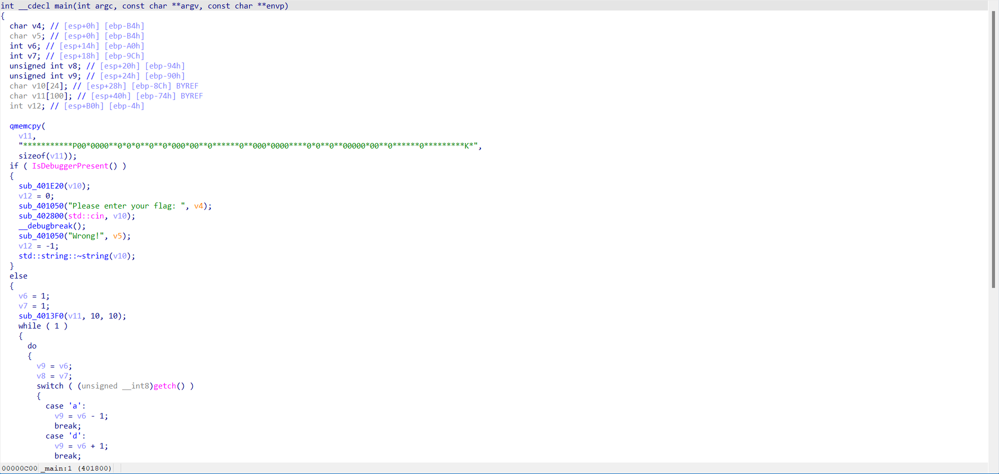 int __cdecl main(int argc, const char **argv, const char **envp)
{
  char v4; // [esp+0h] [ebp-B4h]
  char v5; // [esp+0h] [ebp-B4h]
  int v6; // [esp+14h] [ebp-A0h]
  int v7; // [esp+18h] [ebp-9Ch]
  unsigned int v8; // [esp+20h] [ebp-94h]
  unsigned int v9; // [esp+24h] [ebp-90h]
  char v10[24]; // [esp+28h] [ebp-8Ch] BYREF
  char v11[100]; // [esp+40h] [ebp-74h] BYREF
  int v12; // [esp+B0h] [ebp-4h]

  qmemcpy(
    v11,
    "***********P00*0000**0*0*0**0**0*000*00**0******0**000*0000****0*0**0**00000*00**0******0*********K*",
    sizeof(v11));
  if ( IsDebuggerPresent() )
  {
    sub_401E20(v10);
    v12 = 0;
    sub_401050("Please enter your flag: ", v4);
    sub_402800(std::cin, v10);
    __debugbreak();
    sub_401050("Wrong!", v5);
    v12 = -1;
    std::string::~string(v10);
  }
  else
  {
    v6 = 1;
    v7 = 1;
    sub_4013F0(v11, 10, 10);
    while ( 1 )
    {
      do
      {
        v9 = v6;
        v8 = v7;
        switch ( (unsigned __int8)getch() )
        {
          case 'a':
            v9 = v6 - 1;
            break;
          case 'd':
            v9 = v6 + 1;
            break;
00000C00 _main:1 (401800)